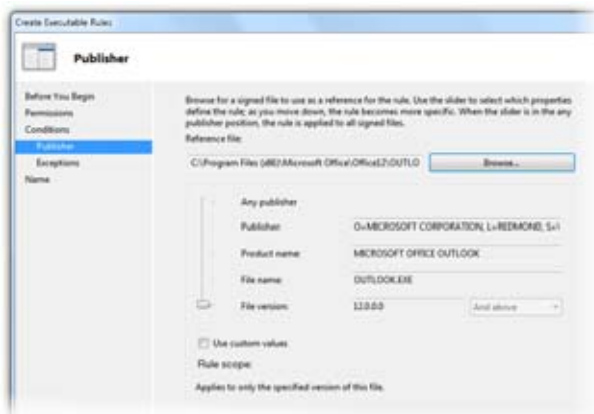 Create Executable Rules
Publisher
Before You Begin
Permissions
Conditions
Publisher
Exceptions
Name
Browse for a signed file to use as a reference for the rule. Use the slider to select which properties
define the rule; as you move down, the rule becomes more specific. When the slider is in the any
publisher position, the rule is applied to all signed files.
Reference file:
C:\Program Files (x86)\Microsoft Office\Office12\OUTLO
Browse...
Any publisher
Publisher: O=MICROSOFT CORPORATION, L=REDMOND, S=
Product name: MICROSOFT OFFICE OUTLOOK
File name: OUTLOOK.EXE
File version: 12.0.0.0 And above
Use custom values
Rule scope:
Applies to only the specified version of this file.